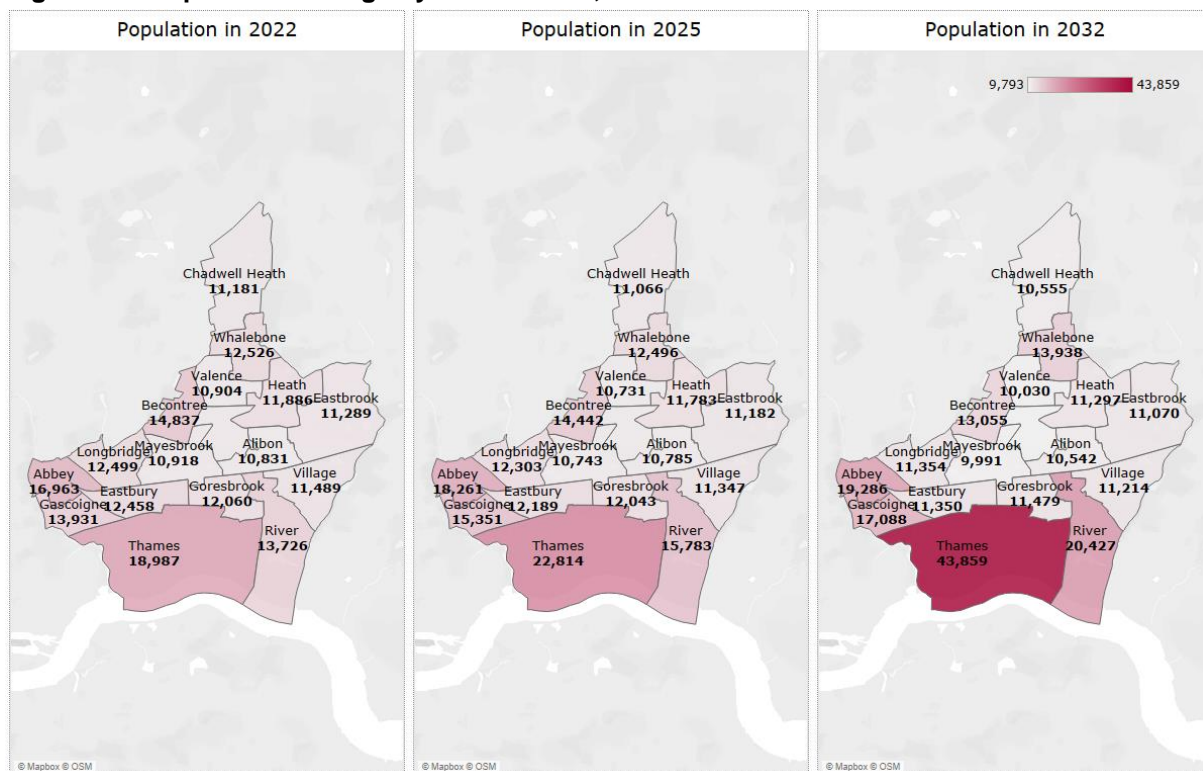 Population in 2022
Chadwell Heath
11,181
Whalebone
12,526
Valence
10,904
Heath
11,886
Eastbrook
11,289
Becontree
14,837
Longbridge
12,499
Mayesbrook
10,918
Alibon
10,831
Abbey
16,963
Eastbury
12,458
Goresbrook
12,060
Village
11,489
Gascoigne
13,931
Thames
18,987
River
13,726
© Mapbox © OSM
Population in 2025
Chadwell Heath
11,066
Whalebone
12,496
Valence
10,731
Heath
11,783
Eastbrook
11,182
Becontree
14,442
Longbridge
12,303
Mayesbrook
10,743
Alibon
10,785
Abbey
18,261
Eastbury
12,189
Goresbrook
12,043
Village
11,347
Gascoigne
15,351
Thames
22,814
River
15,783
© Mapbox © OSM
Population in 2032
9,793 43,859
Chadwell Heath
10,555
Whalebone
13,938
Valence
10,030
Heath
11,297
Eastbrook
11,070
Becontree
13,055
Longbridge
11,354
Mayesbrook
9,991
Alibon
10,542
Abbey
19,286
Eastbury
11,350
Goresbrook
11,479
Village
11,214
Gascoigne
17,088
Thames
43,859
River
20,427
© Mapbox © OSM